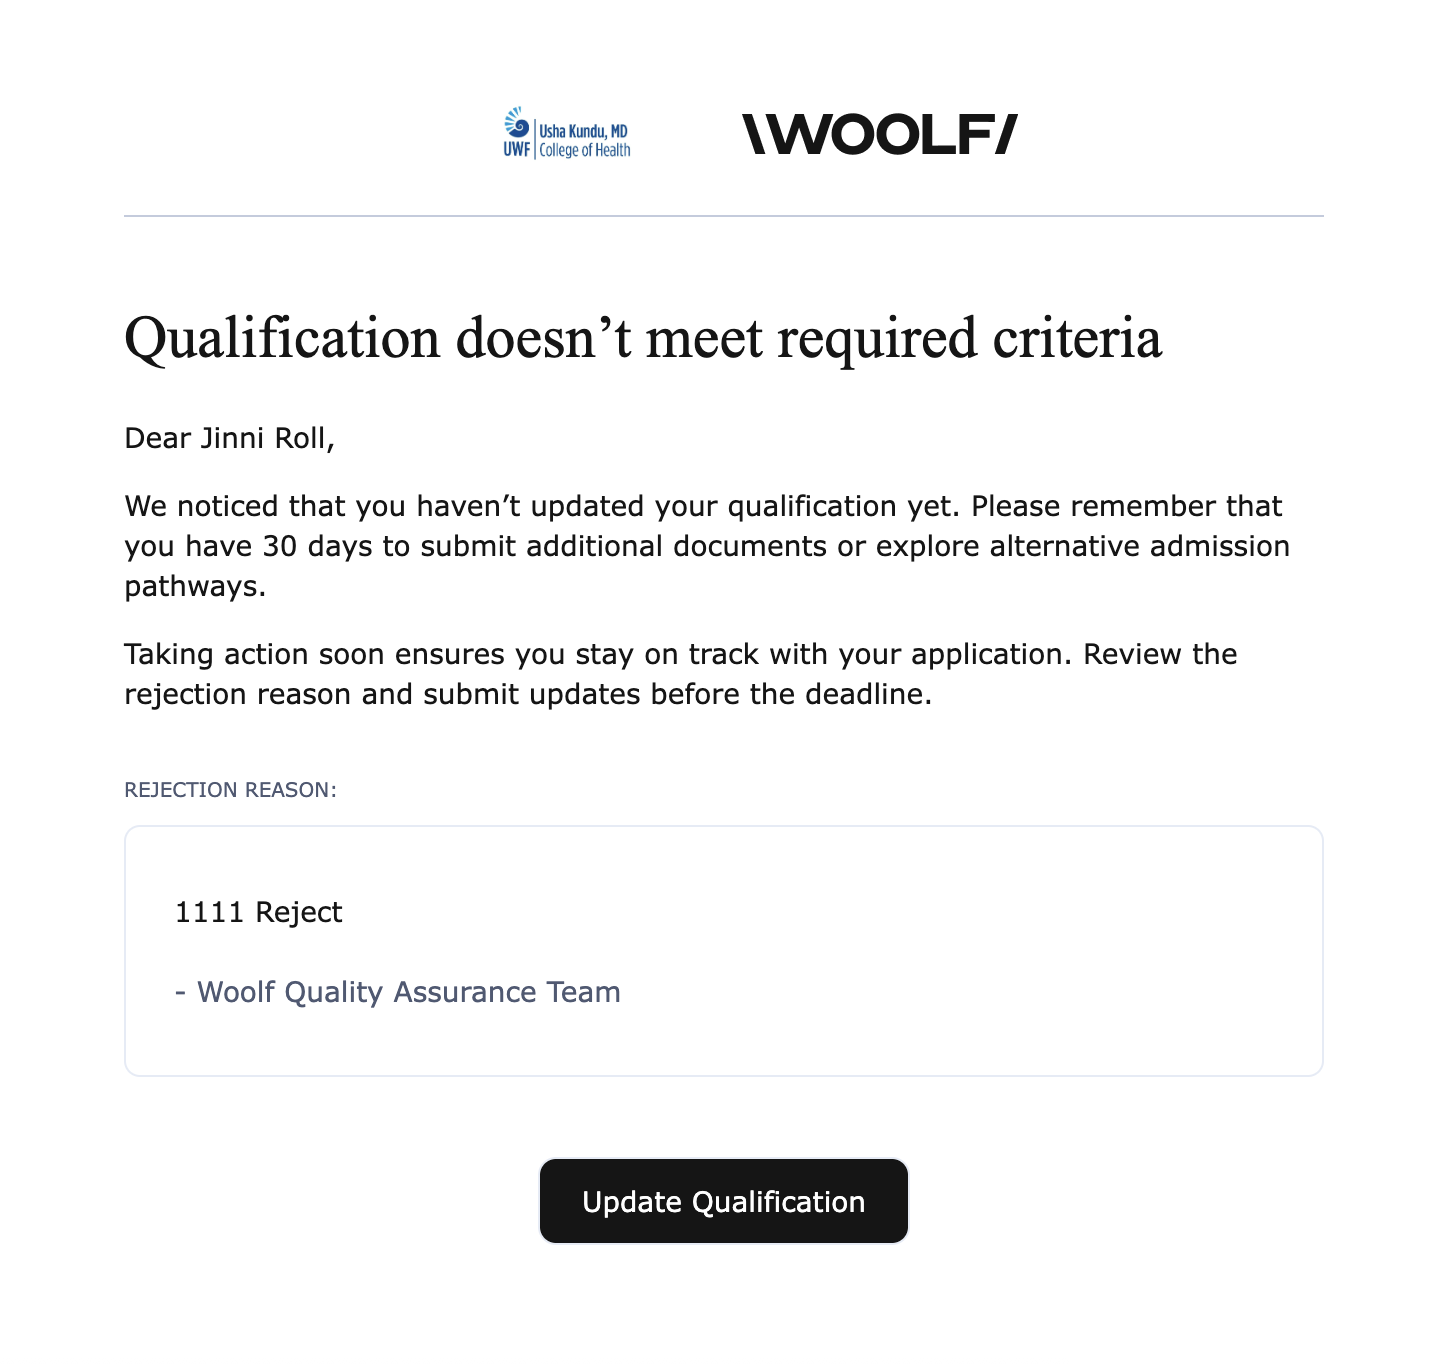 UWF
Usha Kundu, MD
College of Health
\WOOLF/
Qualification doesn’t meet required criteria
Dear Jinni Roll,
We noticed that you haven’t updated your qualification yet. Please remember that
you have 30 days to submit additional documents or explore alternative admission
pathways.
Taking action soon ensures you stay on track with your application. Review the
rejection reason and submit updates before the deadline.
REJECTION REASON:
1111 Reject
- Woolf Quality Assurance Team
Update Qualification